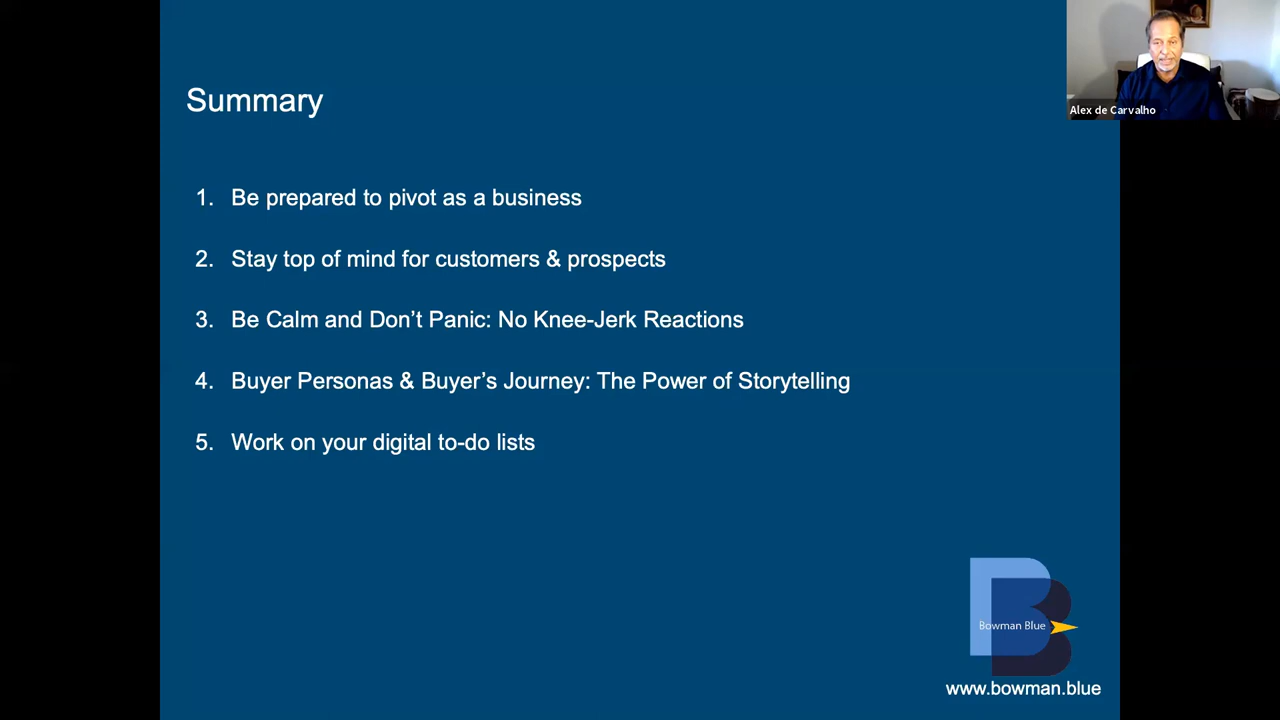 Summary
Alex de Carvalho
1. Be prepared to pivot as a business
2. Stay top of mind for customers & prospects
3. Be Calm and Don’t Panic: No Knee-Jerk Reactions
4. Buyer Personas & Buyer’s Journey: The Power of Storytelling
5. Work on your digital to-do lists
Bowman Blue
www.bowman.blue